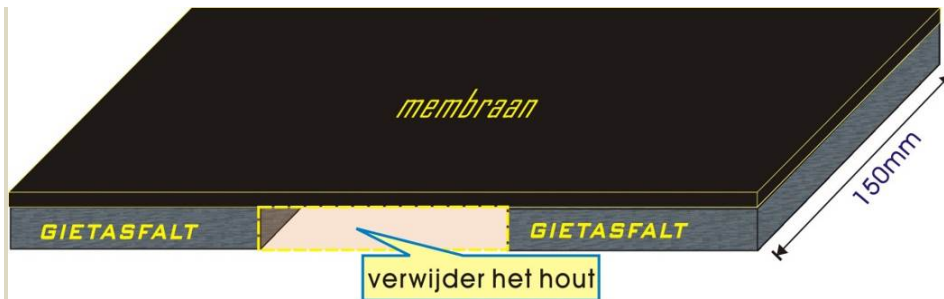 membraan
GIETASFALT
GIETASFALT
150mm
verwijder het hout